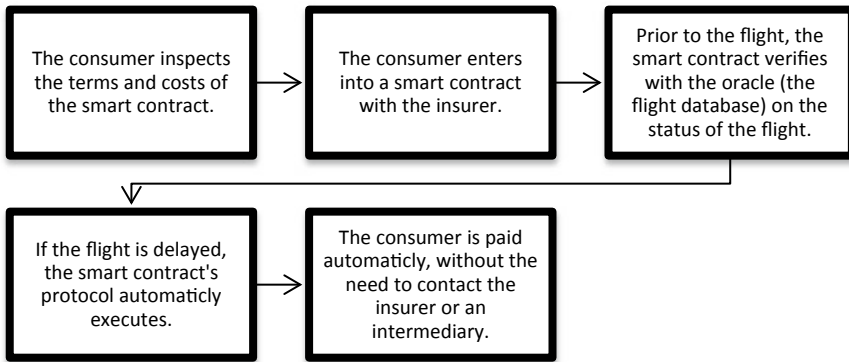 The consumer inspects
the terms and costs of
the smart contract.
The consumer enters
into a smart contract
with the insurer.
Prior to the flight, the
smart contract verifies
with the oracle (the
flight database) on the
status of the flight.
If the flight is delayed,
the smart contract's
protocol automaticly
executes.
The consumer is paid
automaticly, without the
need to contact the
insurer or an
intermediary.